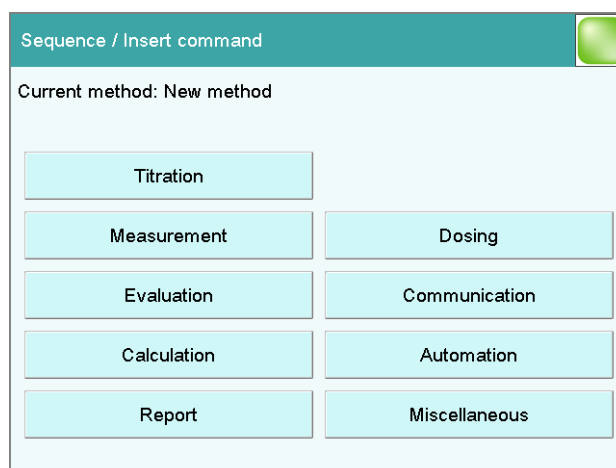 Sequence / Insert command
Current method: New method
Titration
Measurement
Dosing
Evaluation
Communication
Calculation
Automation
Report
Miscellaneous